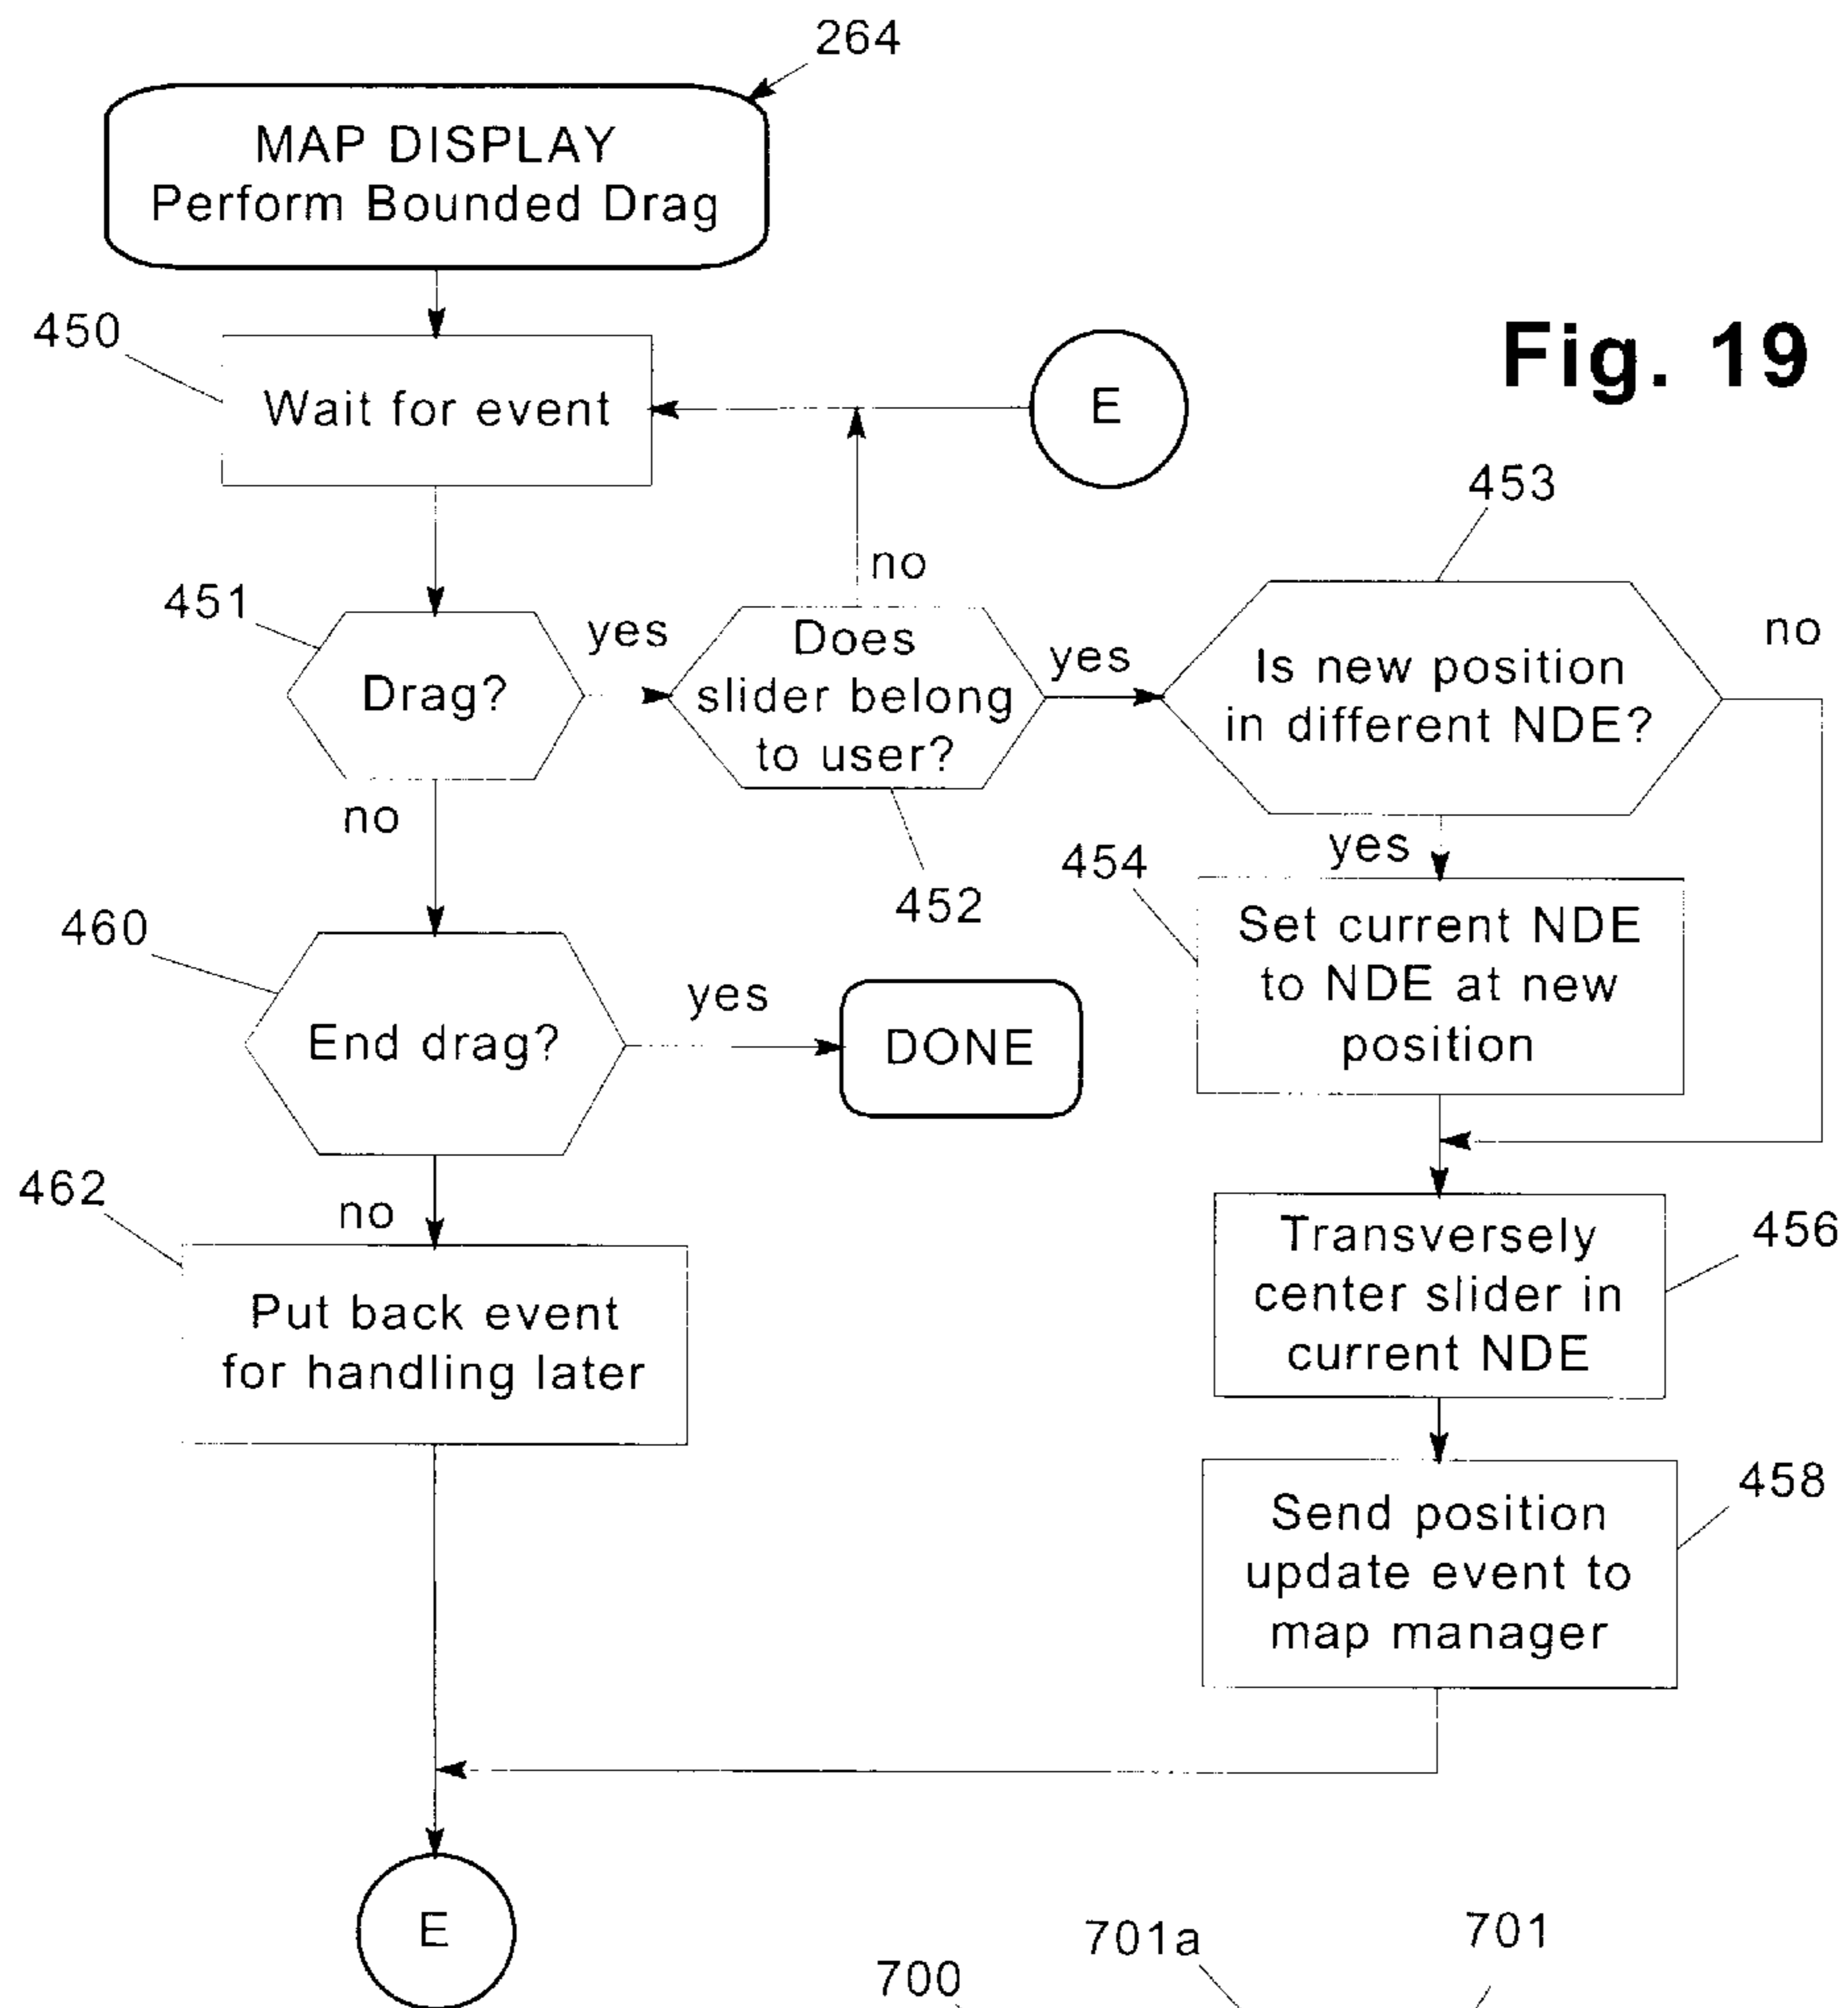 264
MAP DISPLAY
Perform Bounded Drag
Fig. 19
450
Wait for event
E
453
451
Drag?
yes
no
Does
slider belong
to user?
452
yes
Is new position
in different NDE?
no
no
yes
454
Set current NDE
to NDE at new
position
460
End drag?
yes
DONE
462
no
Put back event
for handling later
Transversely
center slider in
current NDE
456
Send position
update event to
map manager
458
E
700
701a
701